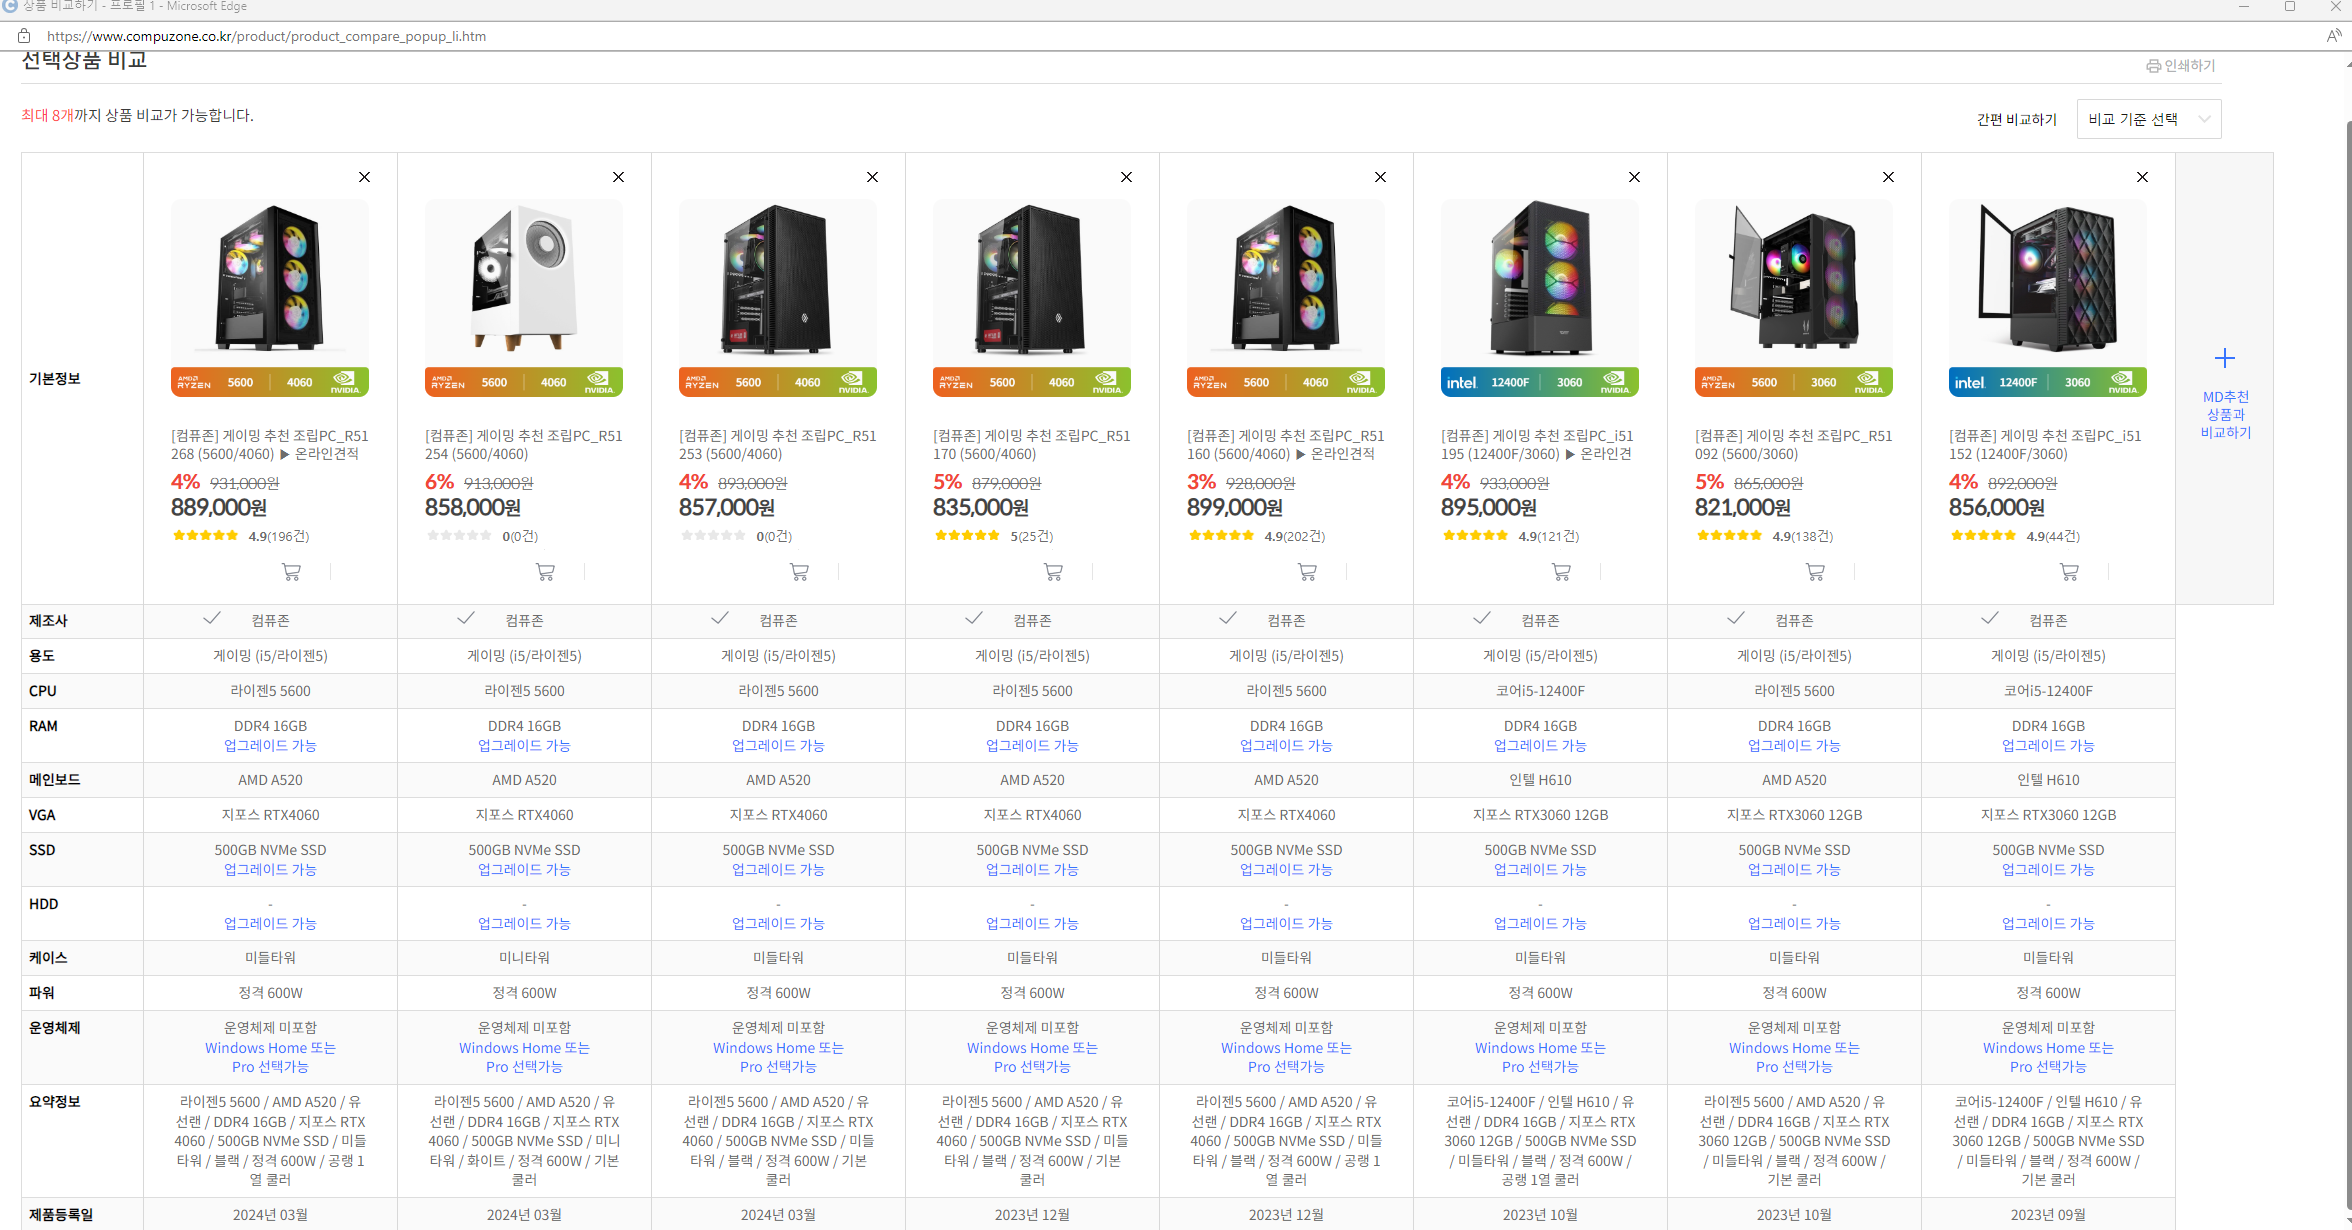 상품 비교하기 - 프로필 1 - Microsoft Edge
https://www.compuzone.co.kr/product/product_compare_popup_li.htm
선택상품 비교
인쇄하기
최대 8개까지 상품 비교가 가능합니다.
간편 비교하기 비교 기준 선택
기본정보
AMD RYZEN 5600 4060 NVIDIA.
[컴퓨존] 게이밍 추천 조립PC_R51
268 (5600/4060) ▶ 온라인견적
4% 931,000원
889,000원
4.9(196건)
AMD RYZEN 5600 4060 NVIDIA.
[컴퓨존] 게이밍 추천 조립PC_R51
254 (5600/4060)
6% 913,000원
858,000원
0(0건)
AMD RYZEN 5600 4060 NVIDIA.
[컴퓨존] 게이밍 추천 조립PC_R51
253 (5600/4060)
4% 893,000원
857,000원
0(0건)
AMD RYZEN 5600 4060 NVIDIA.
[컴퓨존] 게이밍 추천 조립PC_R51
170 (5600/4060)
5% 879,000원
835,000원
5(25건)
AMD RYZEN 5600 4060 NVIDIA.
[컴퓨존] 게이밍 추천 조립PC_R51
160 (5600/4060) ▶ 온라인견적
3% 928,000원
899,000원
4.9(202건)
intel 12400F 3060 NVIDIA.
[컴퓨존] 게이밍 추천 조립PC_i51
195 (12400F/3060) ▶ 온라인견
4% 933,000원
895,000원
4.9(121건)
AMD RYZEN 5600 3060 NVIDIA.
[컴퓨존] 게이밍 추천 조립PC_R51
092 (5600/3060)
5% 865,000원
821,000원
4.9(138건)
intel 12400F 3060 NVIDIA.
[컴퓨존] 게이밍 추천 조립PC_i51
152 (12400F/3060)
4% 892,000원
856,000원
4.9(44건)
MD추천
상품과
비교하기
제조사 컴퓨존 컴퓨존 컴퓨존 컴퓨존 컴퓨존 컴퓨존 컴퓨존 컴퓨존
용도 게이밍 (i5/라이젠5) 게이밍 (i5/라이젠5) 게이밍 (i5/라이젠5) 게이밍 (i5/라이젠5) 게이밍 (i5/라이젠5) 게이밍 (i5/라이젠5) 게이밍 (i5/라이젠5) 게이밍 (i5/라이젠5)
CPU 라이젠5 5600 라이젠5 5600 라이젠5 5600 라이젠5 5600 라이젠5 5600 코어i5-12400F 라이젠5 5600 코어i5-12400F
RAM DDR4 16GB DDR4 16GB DDR4 16GB DDR4 16GB DDR4 16GB DDR4 16GB DDR4 16GB DDR4 16GB
업그레이드 가능 업그레이드 가능 업그레이드 가능 업그레이드 가능 업그레이드 가능 업그레이드 가능 업그레이드 가능 업그레이드 가능
메인보드 AMD A520 AMD A520 AMD A520 AMD A520 AMD A520 인텔 H610 AMD A520 인텔 H610
VGA 지포스 RTX4060 지포스 RTX4060 지포스 RTX4060 지포스 RTX4060 지포스 RTX4060 지포스 RTX3060 12GB 지포스 RTX3060 12GB 지포스 RTX3060 12GB
SSD 500GB NVMe SSD 500GB NVMe SSD 500GB NVMe SSD 500GB NVMe SSD 500GB NVMe SSD 500GB NVMe SSD 500GB NVMe SSD 500GB NVMe SSD
업그레이드 가능 업그레이드 가능 업그레이드 가능 업그레이드 가능 업그레이드 가능 업그레이드 가능 업그레이드 가능 업그레이드 가능
HDD - - - - - - - -
업그레이드 가능 업그레이드 가능 업그레이드 가능 업그레이드 가능 업그레이드 가능 업그레이드 가능 업그레이드 가능 업그레이드 가능
케이스 미들타워 미니타워 미들타워 미들타워 미들타워 미들타워 미들타워 미들타워
파워 정격 600W 정격 600W 정격 600W 정격 600W 정격 600W 정격 600W 정격 600W 정격 600W
운영체제 운영체제 미포함 운영체제 미포함 운영체제 미포함 운영체제 미포함 운영체제 미포함 운영체제 미포함 운영체제 미포함 운영체제 미포함
Windows Home 또는 Windows Home 또는 Windows Home 또는 Windows Home 또는 Windows Home 또는 Windows Home 또는 Windows Home 또는 Windows Home 또는
Pro 선택가능 Pro 선택가능 Pro 선택가능 Pro 선택가능 Pro 선택가능 Pro 선택가능 Pro 선택가능 Pro 선택가능
요약정보
라이젠5 5600 / AMD A520 / 유
선랜 / DDR4 16GB / 지포스 RTX
4060 / 500GB NVMe SSD / 미들
타워 / 블랙 / 정격 600W / 공랭 1
열 쿨러
라이젠5 5600 / AMD A520 / 유
선랜 / DDR4 16GB / 지포스 RTX
4060 / 500GB NVMe SSD / 미니
타워 / 화이트 / 정격 600W / 기본
쿨러
라이젠5 5600 / AMD A520 / 유
선랜 / DDR4 16GB / 지포스 RTX
4060 / 500GB NVMe SSD / 미들
타워 / 블랙 / 정격 600W / 기본
쿨러
라이젠5 5600 / AMD A520 / 유
선랜 / DDR4 16GB / 지포스 RTX
4060 / 500GB NVMe SSD / 미들
타워 / 블랙 / 정격 600W / 기본
쿨러
라이젠5 5600 / AMD A520 / 유
선랜 / DDR4 16GB / 지포스 RTX
4060 / 500GB NVMe SSD / 미들
타워 / 블랙 / 정격 600W / 공랭 1
열 쿨러
코어i5-12400F / 인텔 H610 / 유
선랜 / DDR4 16GB / 지포스 RTX
3060 12GB / 500GB NVMe SSD
/ 미들타워 / 블랙 / 정격 600W /
공랭 1열 쿨러
라이젠5 5600 / AMD A520 / 유
선랜 / DDR4 16GB / 지포스 RTX
3060 12GB / 500GB NVMe SSD
/ 미들타워 / 블랙 / 정격 600W /
기본 쿨러
코어i5-12400F / 인텔 H610 / 유
선랜 / DDR4 16GB / 지포스 RTX
3060 12GB / 500GB NVMe SSD
/ 미들타워 / 블랙 / 정격 600W /
기본 쿨러
제품등록일 2024년 03월 2024년 03월 2024년 03월 2023년 12월 2023년 12월 2023년 10월 2023년 10월 2023년 09월